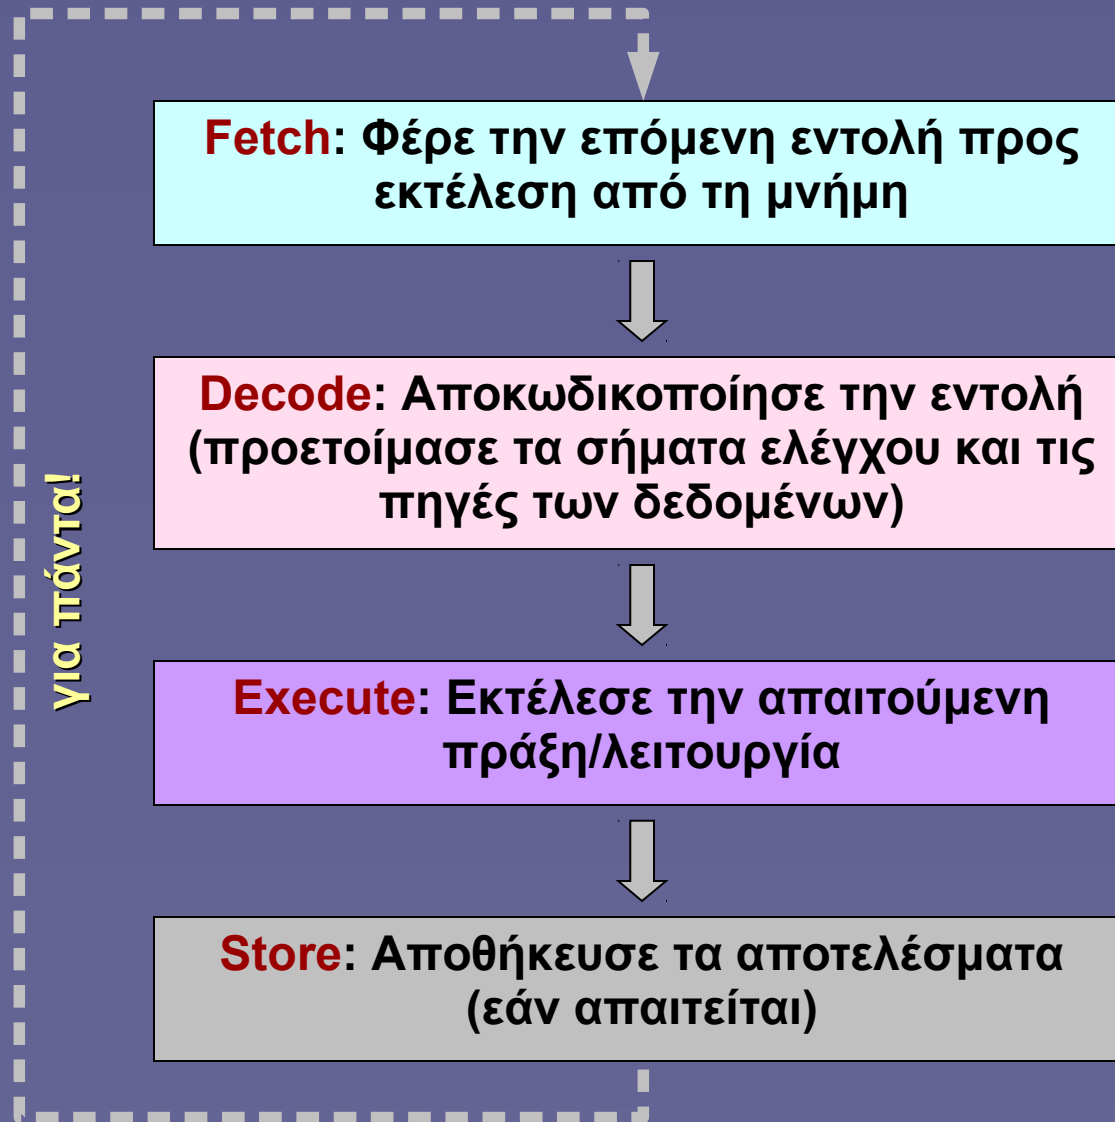 Fetch: Φέρε την επόμενη εντολή προς
εκτέλεση από τη μνήμη
Decode: Αποκωδικοποίησε την εντολή
(προετοίμασε τα σήματα ελέγχου και τις
πηγές των δεδομένων)
για πάντα!
Execute: Εκτέλεσε την απαιτούμενη
πράξη/λειτουργία
Store: Αποθήκευσε τα αποτελέσματα
(εάν απαιτείται)